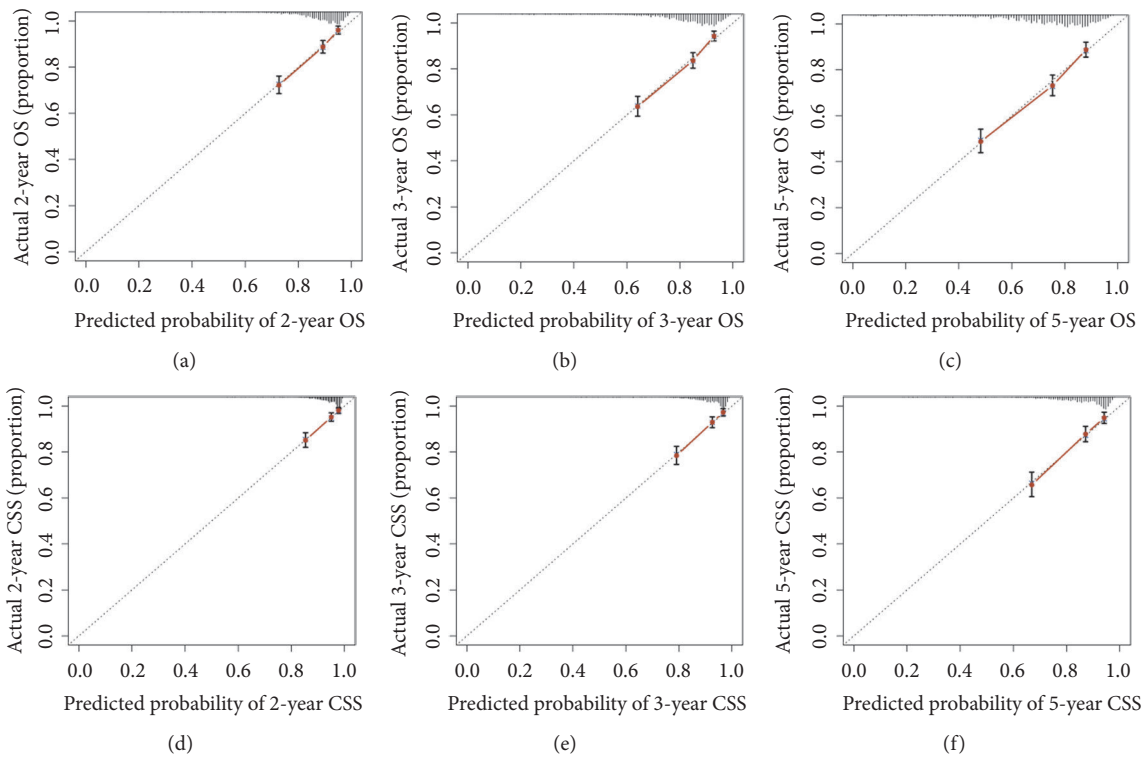 Actual 2-year OS (proportion)
1.0
0.8
0.6
0.4
0.2
0.0
0.0 0.2 0.4 0.6 0.8 1.0
Predicted probability of 2-year OS
(a)
Actual 3-year OS (proportion)
1.0
0.8
0.6
0.4
0.2
0.0
0.0 0.2 0.4 0.6 0.8 1.0
Predicted probability of 3-year OS
(b)
Actual 5-year OS (proportion)
1.0
0.8
0.6
0.4
0.2
0.0
0.0 0.2 0.4 0.6 0.8 1.0
Predicted probability of 5-year OS
(c)
Actual 2-year CSS (proportion)
1.0
0.8
0.6
0.4
0.2
0.0
0.0 0.2 0.4 0.6 0.8 1.0
Predicted probability of 2-year CSS
(d)
Actual 3-year CSS (proportion)
1.0
0.8
0.6
0.4
0.2
0.0
0.0 0.2 0.4 0.6 0.8 1.0
Predicted probability of 3-year CSS
(e)
Actual 5-year CSS (proportion)
1.0
0.8
0.6
0.4
0.2
0.0
0.0 0.2 0.4 0.6 0.8 1.0
Predicted probability of 5-year CSS
(f)